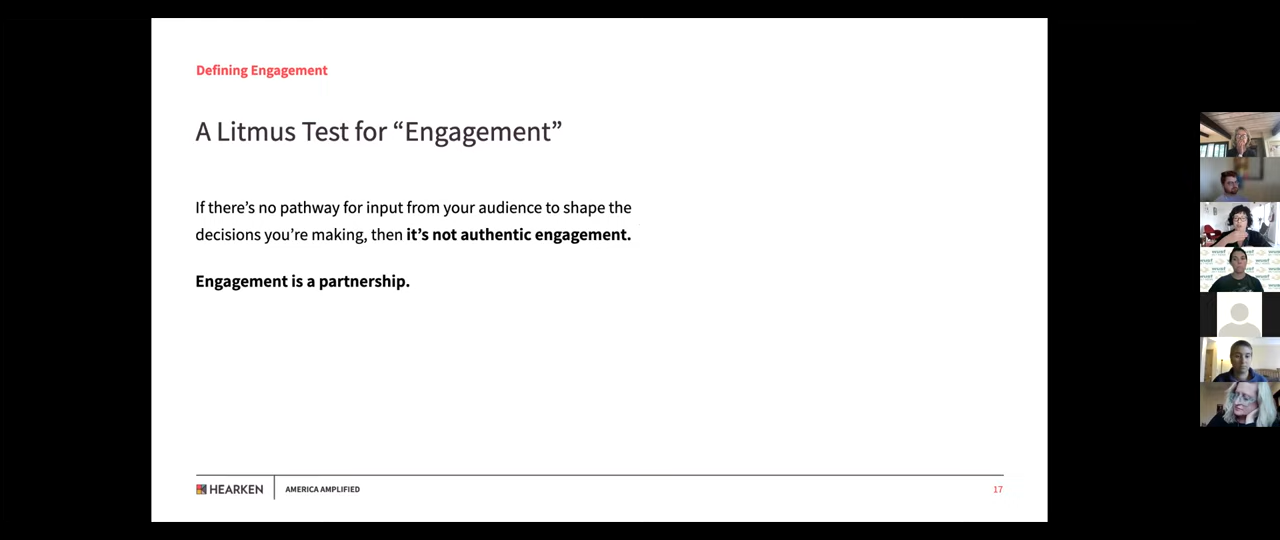 Defining Engagement
A Litmus Test for “Engagement”
If there’s no pathway for input from your audience to shape the
decisions you’re making, then it’s not authentic engagement.
Engagement is a partnership.
HEARKEN
AMERICA AMPLIFIED
17